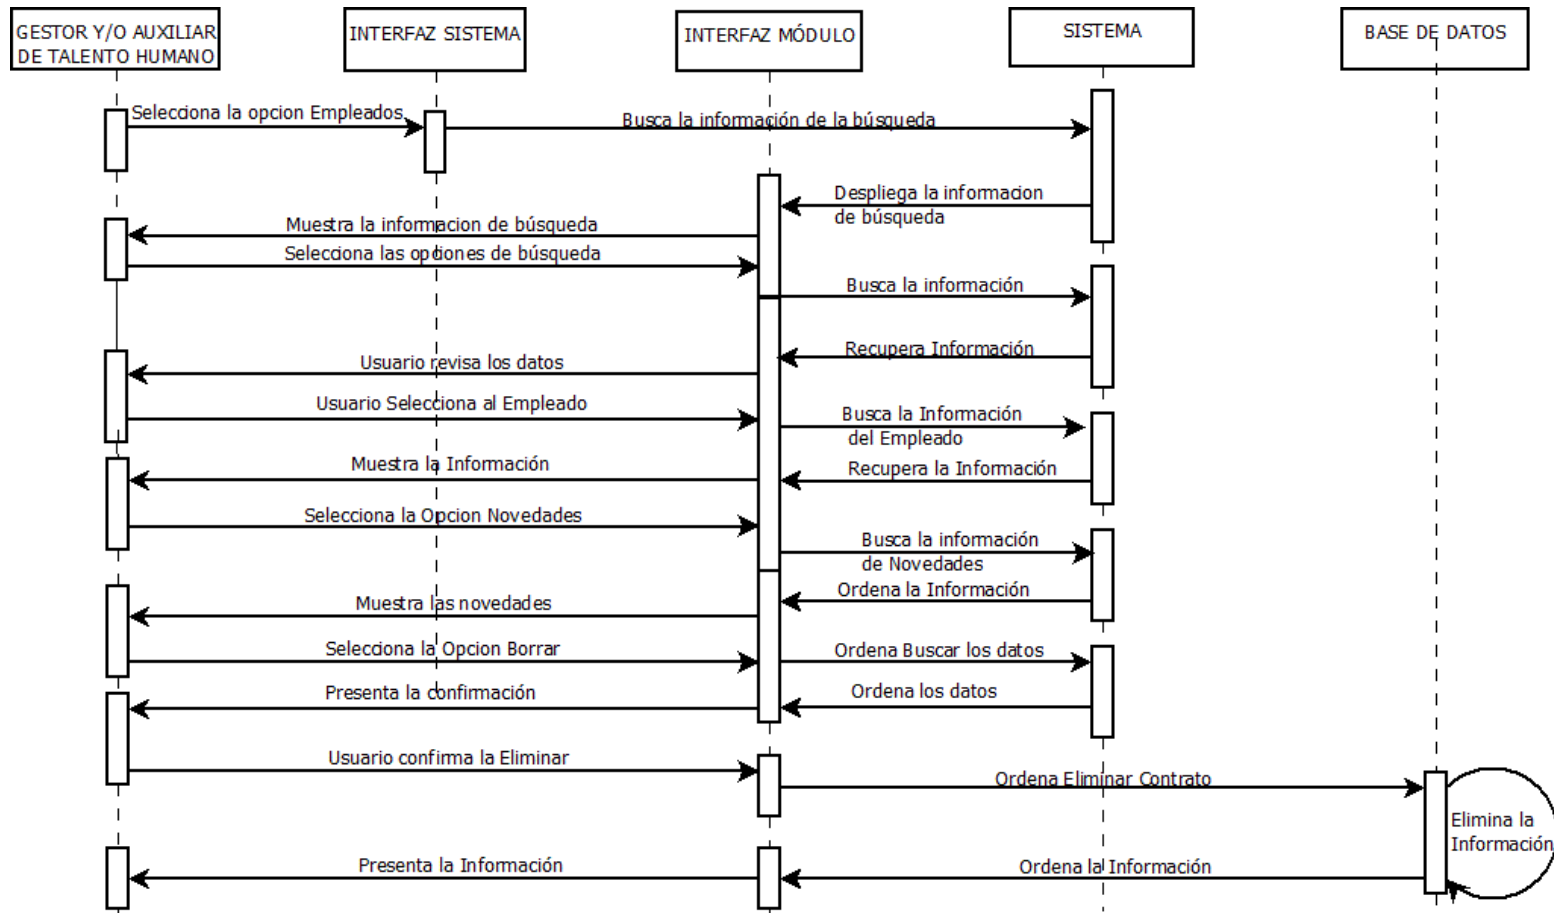 GESTOR Y/O AUXILIAR
DE TALENTO HUMANO
INTERFAZ SISTEMA
INTERFAZ MÓDULO
SISTEMA
BASE DE DATOS
Selecciona la opcion Empleados
Busca la información de la búsqueda
Despliega la informacion
de búsqueda
Muestra la informacion de búsqueda
Selecciona las opciones de búsqueda
Busca la información
Recupera Información
Usuario revisa los datos
Usuario Selecciona al Empleado
Busca la Información
del Empleado
Muestra la Información
Recupera la Información
Selecciona la Opcion Novedades
Busca la información
de Novedades
Ordena la Información
Muestra las novedades
Selecciona la Opcion Borrar
Ordena Buscar los datos
Presenta la confirmación
Ordena los datos
Usuario confirma la Eliminar
Ordena Eliminar Contrato
Elimina la
Información
Presenta la Información
Ordena la Información